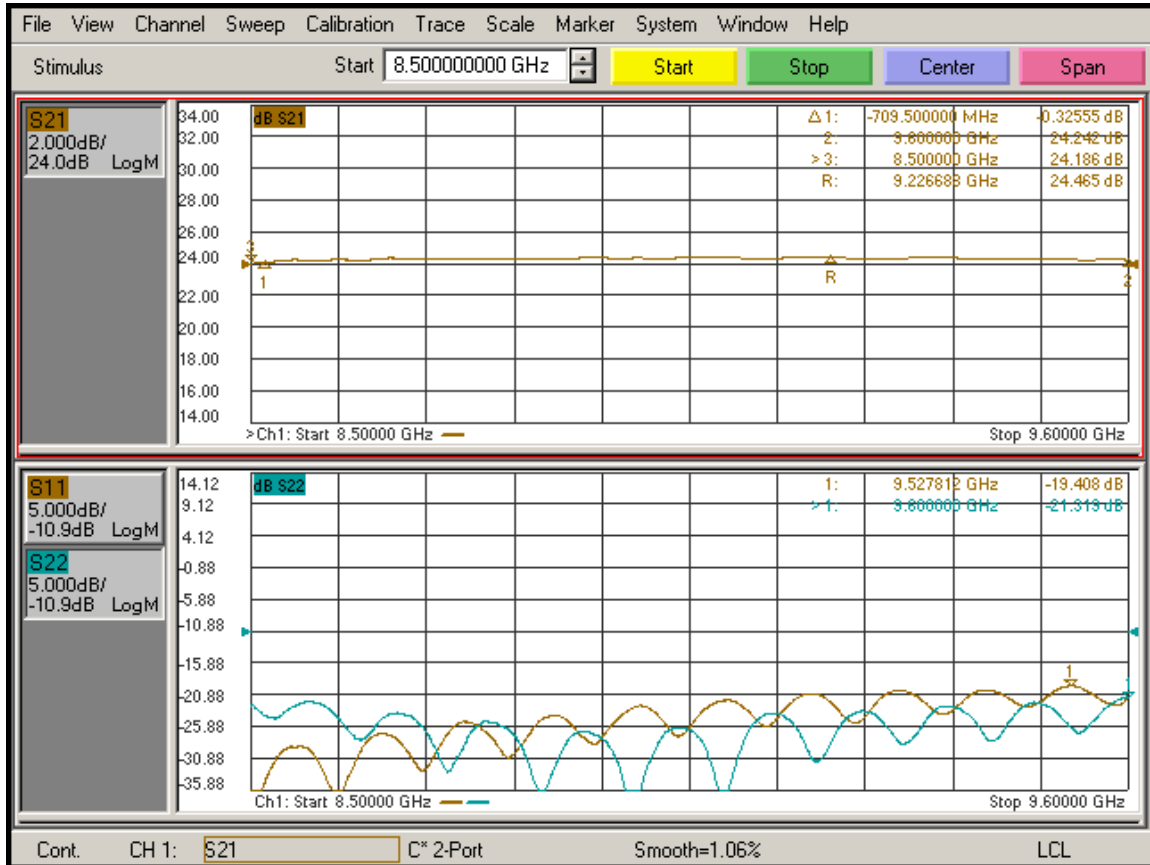 File View Channel Sweep Calibration Trace Scale Marker System Window Help
Stimulus Start 8.500000000 GHz Start Stop Center Span
S21
2.000dB/
24.0dB LogM
34.00
32.00
30.00
28.00
26.00
24.00
22.00
20.00
18.00
16.00
14.00
dB S21
Δ 1: -709.500000 MHz -0.32555 dB
2: 9.600000 GHz 24.242 dB
> 3: 8.500000 GHz 24.186 dB
R: 9.226688 GHz 24.465 dB
3
1
R
2
>Ch1: Start 8.50000 GHz Stop 9.60000 GHz
S11
5.000dB/
-10.9dB LogM
S22
5.000dB/
-10.9dB LogM
14.12
9.12
4.12
-0.88
-5.88
-10.88
-15.88
-20.88
-25.88
-30.88
-35.88
dB S22
1: 9.527812 GHz -19.408 dB
> 1: 9.600000 GHz -21.319 dB
1
1
Ch1: Start 8.50000 GHz Stop 9.60000 GHz
Cont. CH 1: S21 C* 2-Port Smooth=1.06% LCL